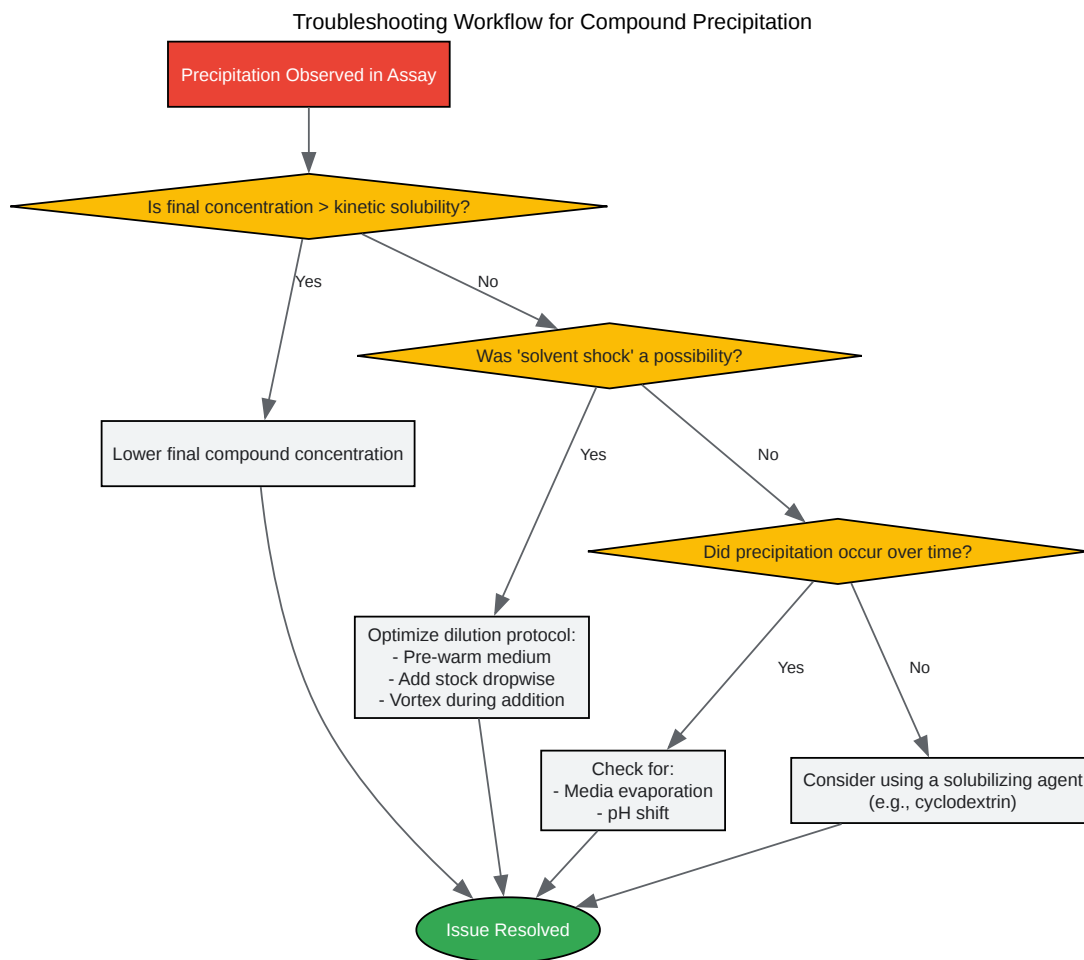 Troubleshooting Workflow for Compound Precipitation
Precipitation Observed in Assay
Is final concentration > kinetic solubility?
Yes
No
Was 'solvent shock' a possibility?
Lower final compound concentration
Yes
No
Did precipitation occur over time?
Optimize dilution protocol:
- Pre-warm medium
- Add stock dropwise
- Vortex during addition
Yes
No
Check for:
- Media evaporation
- pH shift
Consider using a solubilizing agent
(e.g., cyclodextrin)
Issue Resolved